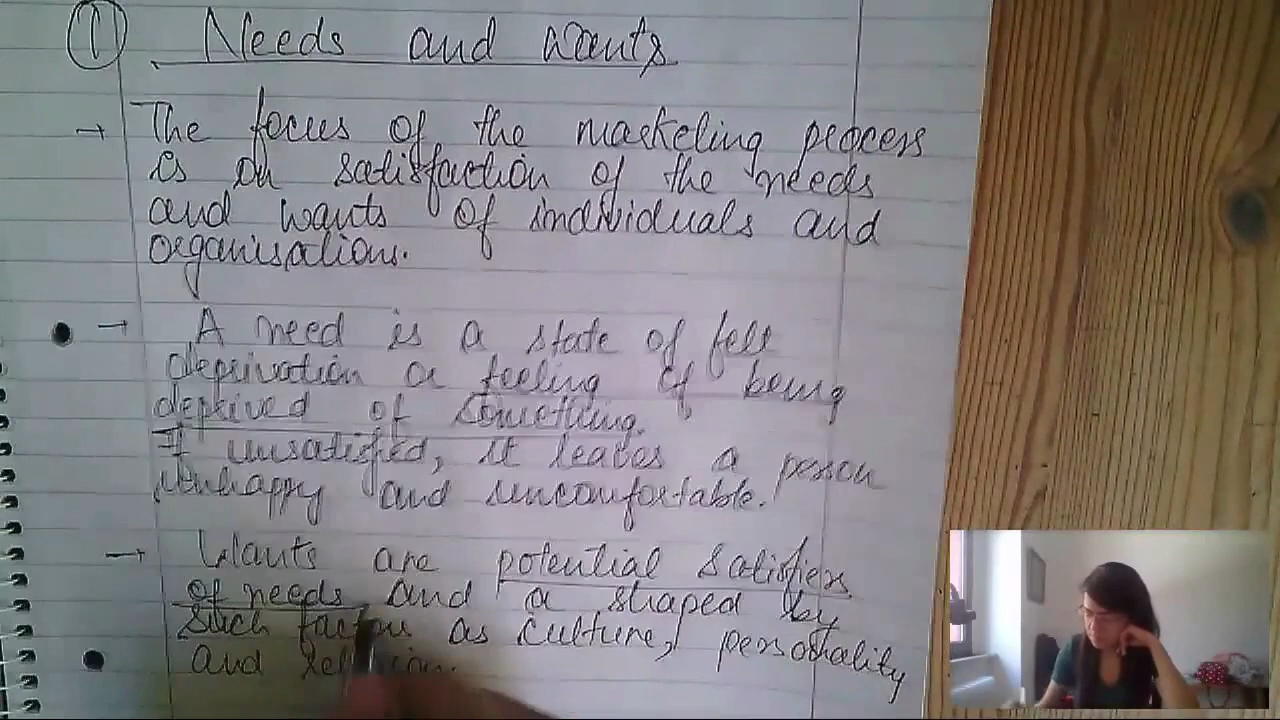 ① Needs and Wants
→ The focus of the marketing process
is on satisfaction of the needs
and wants of individuals and
organisations.
→ A need is a state of felt
deprivation or feeling of being
deprived of something.
If unsatisfied, it leaves a person
unhappy and uncomfortable.
→ Wants are potential satisfiers
of needs and a shaped by
such factors as culture, personality
and